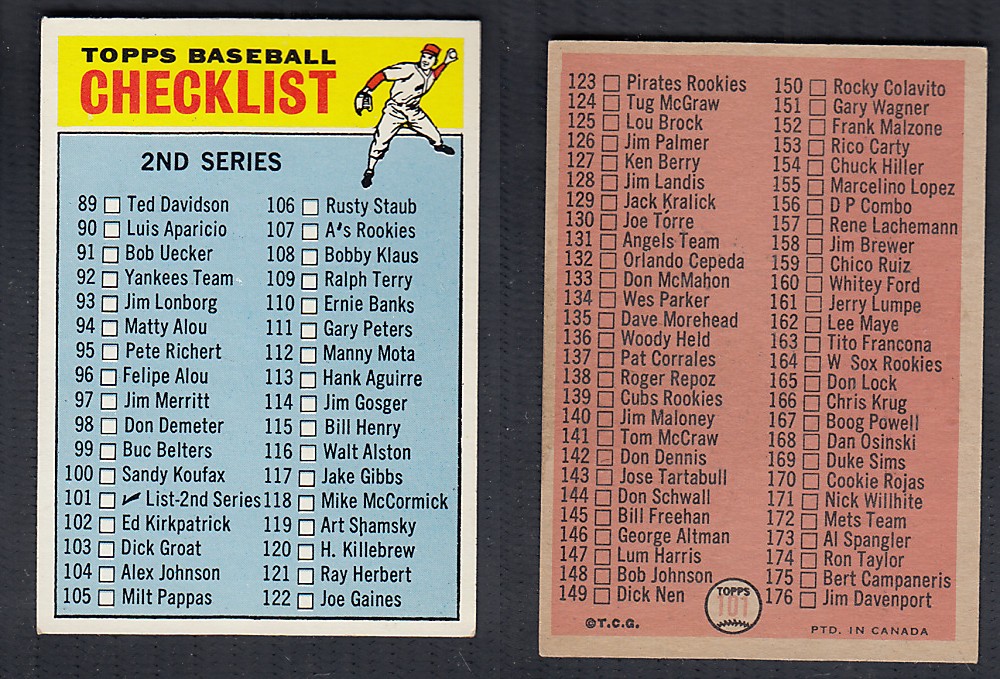 TOPPS BASEBALL
CHECKLIST
2ND SERIES
89 Ted Davidson
90 Luis Aparicio
91 Bob Uecker
92 Yankees Team
93 Jim Lonborg
94 Matty Alou
95 Pete Richert
96 Felipe Alou
97 Jim Merritt
98 Don Demeter
99 Buc Belters
100 Sandy Koufax
101 List-2nd Series
102 Ed Kirkpatrick
103 Dick Groat
104 Alex Johnson
105 Milt Pappas
106 Rusty Staub
107 A's Rookies
108 Bobby Klaus
109 Ralph Terry
110 Ernie Banks
111 Gary Peters
112 Manny Mota
113 Hank Aguirre
114 Jim Gosger
115 Bill Henry
116 Walt Alston
117 Jake Gibbs
118 Mike McCormick
119 Art Shamsky
120 H. Killebrew
121 Ray Herbert
122 Joe Gaines
123 Pirates Rookies
124 Tug McGraw
125 Lou Brock
126 Jim Palmer
127 Ken Berry
128 Jim Landis
129 Jack Kralick
130 Joe Torre
131 Angels Team
132 Orlando Cepeda
133 Don McMahon
134 Wes Parker
135 Dave Morehead
136 Woody Held
137 Pat Corrales
138 Roger Repoz
139 Cubs Rookies
140 Jim Maloney
141 Tom McCraw
142 Don Dennis
143 Jose Tartabull
144 Don Schwall
145 Bill Freehan
146 George Altman
147 Lum Harris
148 Bob Johnson
149 Dick Nen
150 Rocky Colavito
151 Gary Wagner
152 Frank Malzone
153 Rico Carty
154 Chuck Hiller
155 Marcelino Lopez
156 D P Combo
157 Rene Lachemann
158 Jim Brewer
159 Chico Ruiz
160 Whitey Ford
161 Jerry Lumpe
162 Lee Maye
163 Tito Francona
164 W Sox Rookies
165 Don Lock
166 Chris Krug
167 Boog Powell
168 Dan Osinski
169 Duke Sims
170 Cookie Rojas
171 Nick Willhite
172 Mets Team
173 Al Spangler
174 Ron Taylor
175 Bert Campaneris
176 Jim Davenport
TOPPS
101
©T.C.G.
PTD. IN CANADA